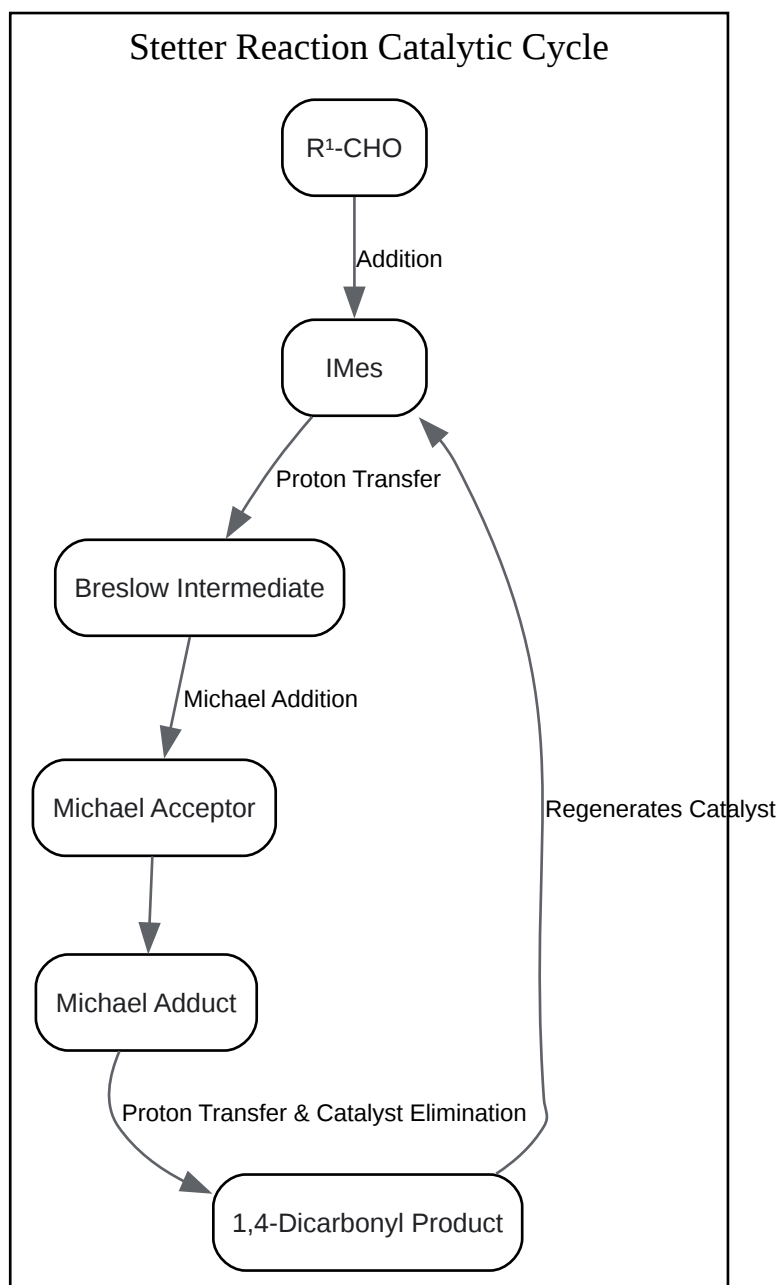 Stetter Reaction Catalytic Cycle
R¹-CHO
Addition
IMes
Proton Transfer
Breslow Intermediate
Michael Addition
Michael Acceptor
Regenerates Catalyst
Michael Adduct
Proton Transfer & Catalyst Elimination
1,4-Dicarbonyl Product